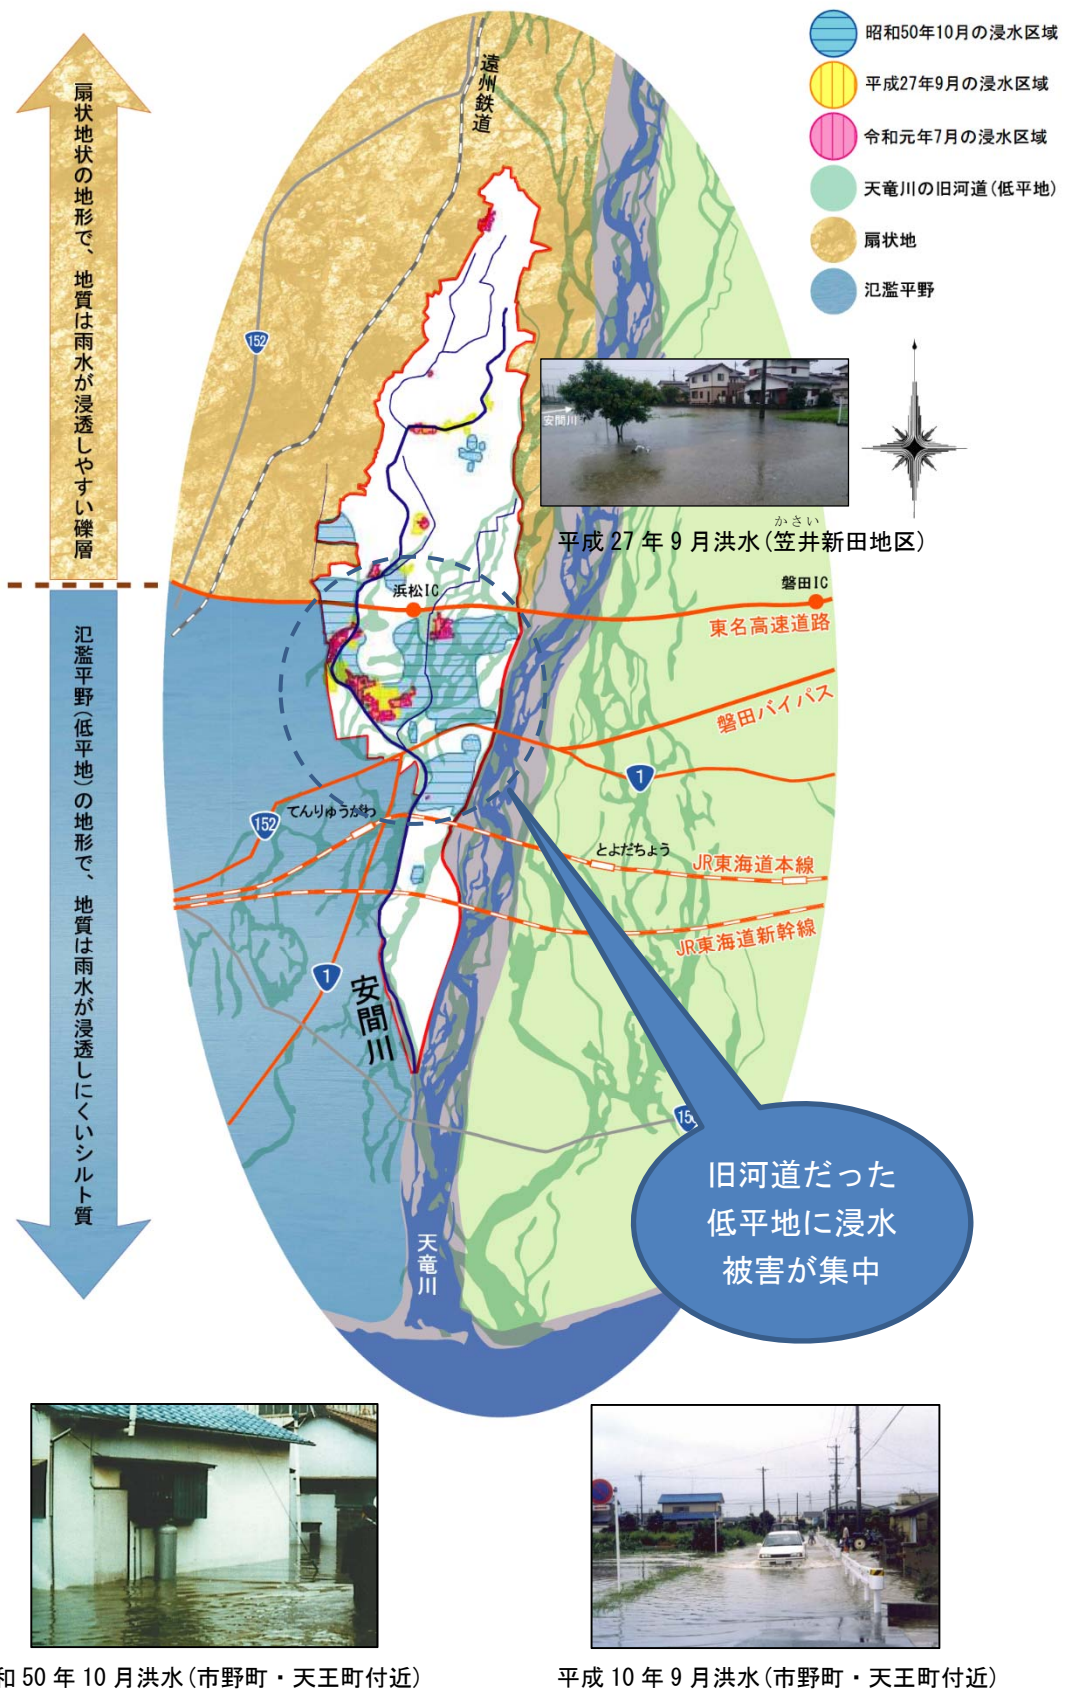 昭和50年10月の浸水区域
平成27年9月の浸水区域
令和元年7月の浸水区域
天竜川の旧河道(低平地)
扇状地
氾濫平野
扇状地状の地形で、地質は雨水が浸透しやすい礫層
氾濫平野(低平地)の地形で、地質は雨水が浸透しにくいシルト質
遠州鉄道
152
安間川
かさい
平成27年9月洪水(笠井新田地区)
浜松IC
磐田IC
東名高速道路
磐田バイパス
1
152
てんりゅうがわ
とよだちょう
JR東海道本線
JR東海道新幹線
1
安間川
15
旧河道だった
低平地に浸水
被害が集中
天竜川
和50年10月洪水(市野町・天王町付近)
平成10年9月洪水(市野町・天王町付近)